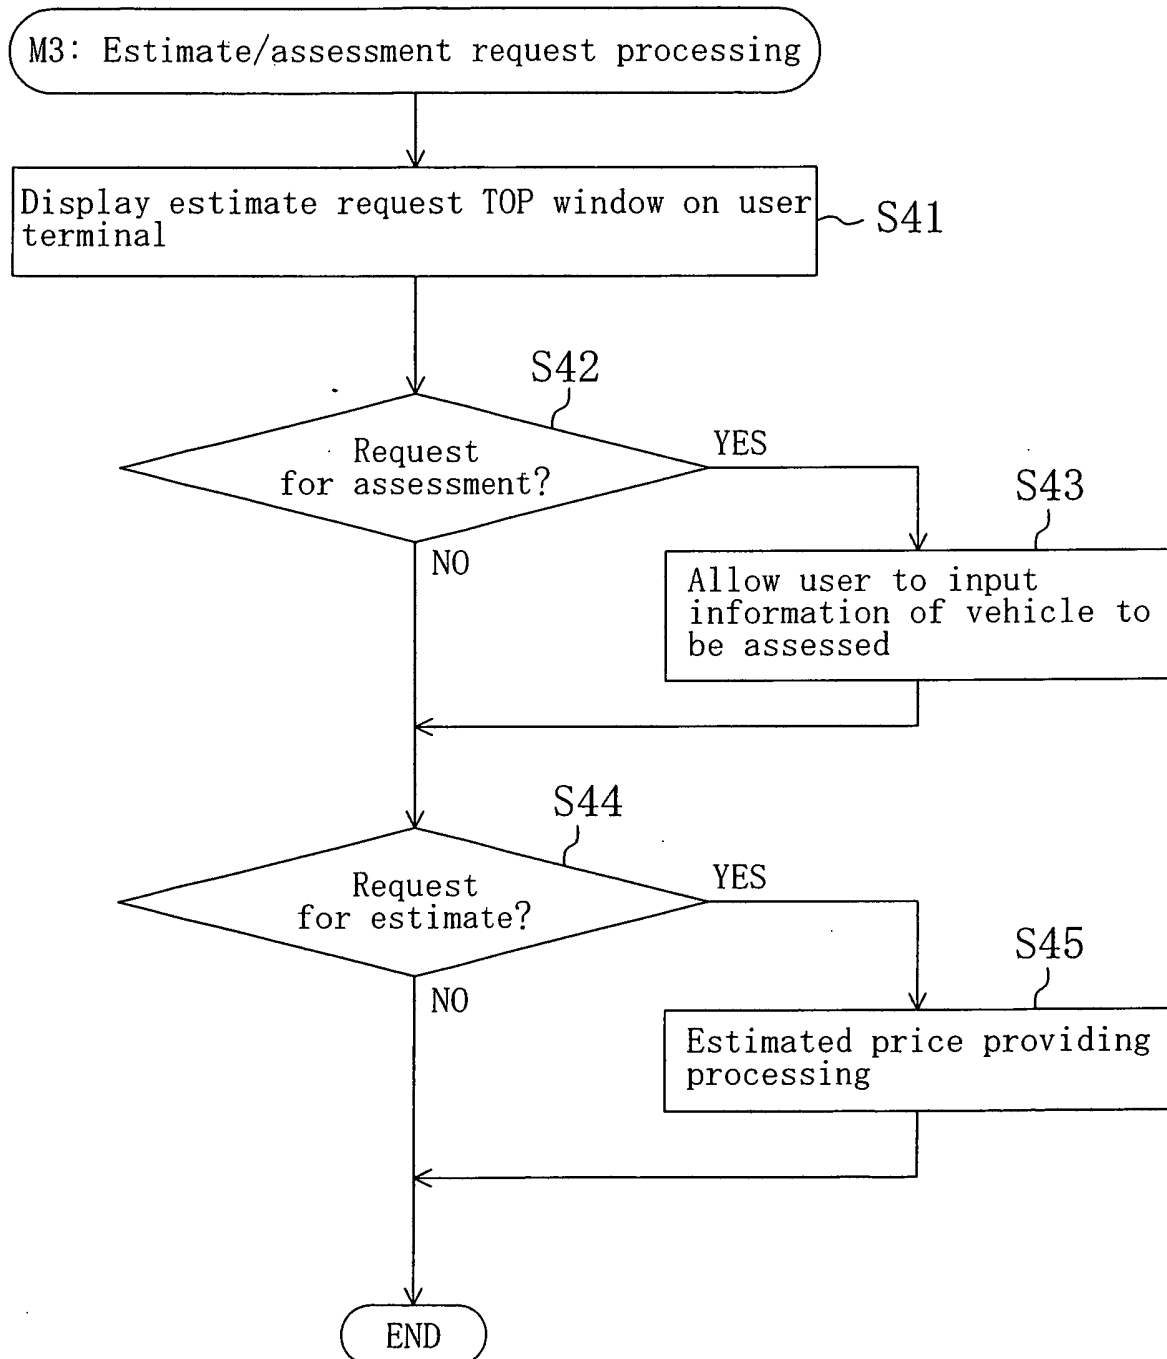 M3: Estimate/assessment request processing
Display estimate request TOP window on user
terminal
S41
S42
Request
for assessment?
YES
NO
S43
Allow user to input
information of vehicle to
be assessed
S44
Request
for estimate?
YES
NO
S45
Estimated price providing
processing
END